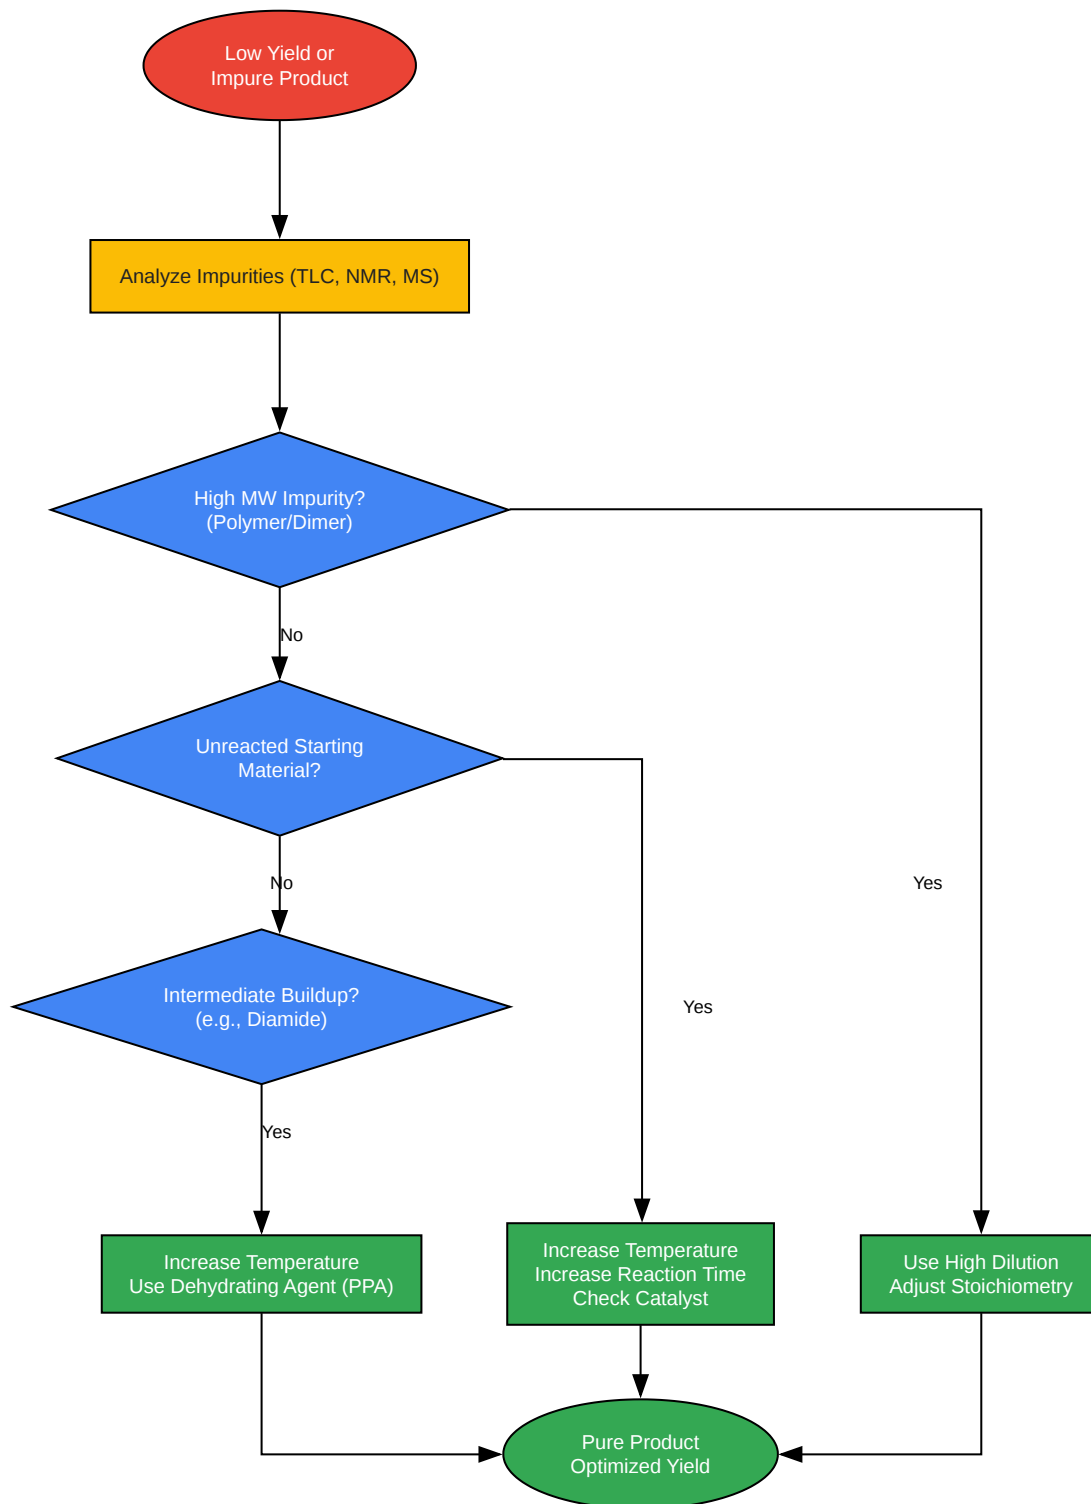 Low Yield or
Impure Product
Analyze Impurities (TLC, NMR, MS)
High MW Impurity?
(Polymer/Dimer)
No
Unreacted Starting
Material?
No
Yes
Intermediate Buildup?
(e.g., Diamide)
Yes
Yes
Increase Temperature
Use Dehydrating Agent (PPA)
Increase Temperature
Increase Reaction Time
Check Catalyst
Use High Dilution
Adjust Stoichiometry
Pure Product
Optimized Yield